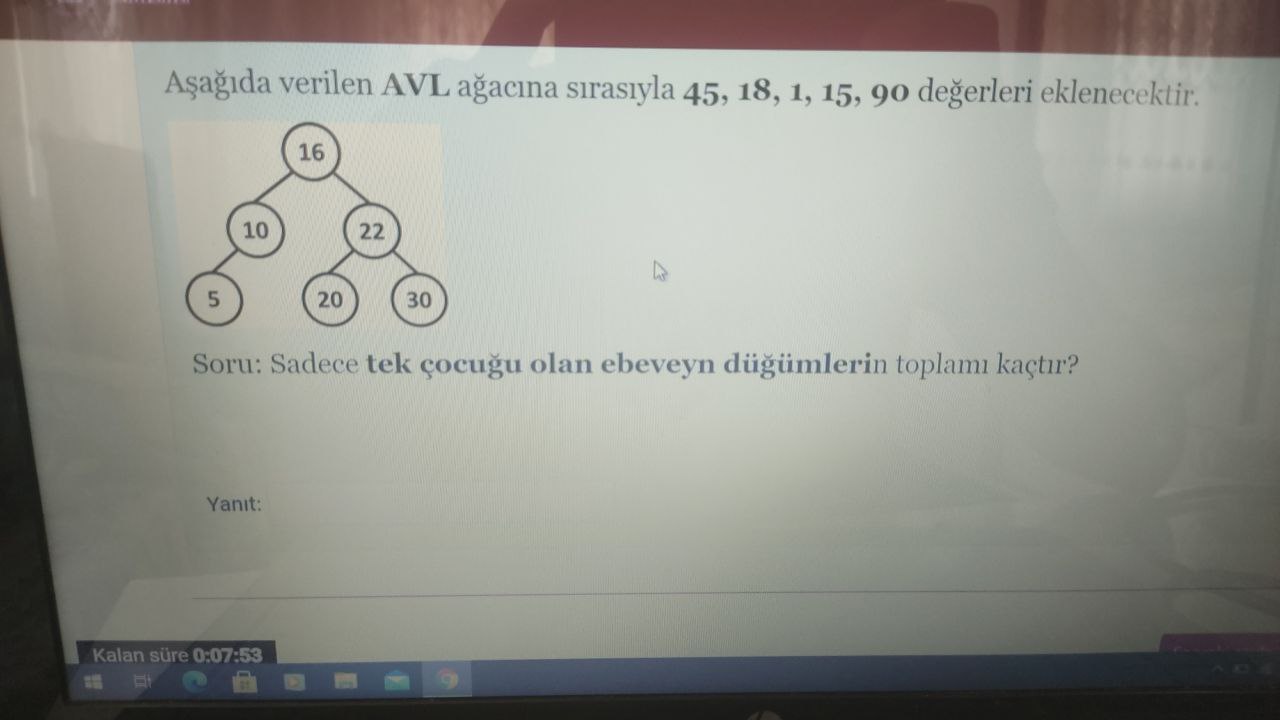 Aşağıda verilen AVL ağacına sırasıyla 45, 18, 1, 15, 90 değerleri eklenecektir.
16
10 22
5 20 30
Soru: Sadece tek çocuğu olan ebeveyn düğümlerin toplamı kaçtır?
Yanıt:
Kalan süre 0:07:53